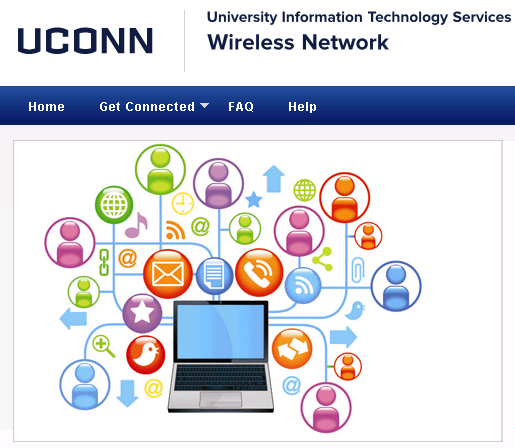 UCONN
University Information Technology Services
Wireless Network
Home Get Connected FAQ Help
@
@
@
@